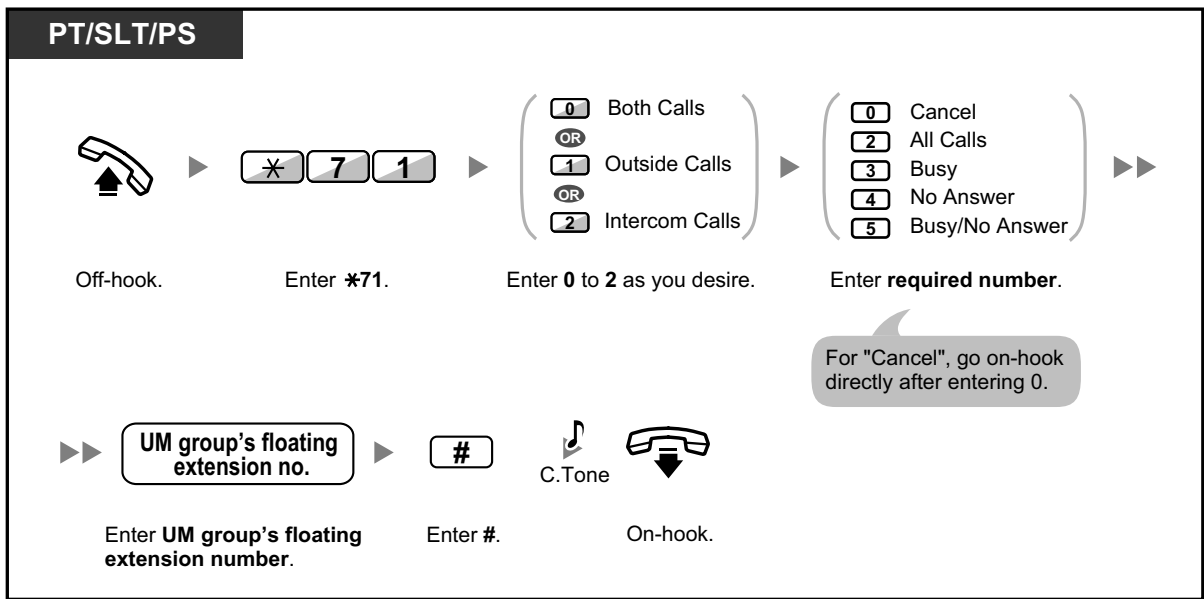 PT/SLT/PS
0 Both Calls
OR
1 Outside Calls
OR
2 Intercom Calls
0 Cancel
2 All Calls
3 Busy
4 No Answer
5 Busy/No Answer
* 7 1
Off-hook.
Enter *71.
Enter 0 to 2 as you desire.
Enter required number.
For "Cancel", go on-hook
directly after entering 0.
UM group's floating
extension no.
#
C.Tone
Enter UM group's floating
extension number.
Enter #.
On-hook.